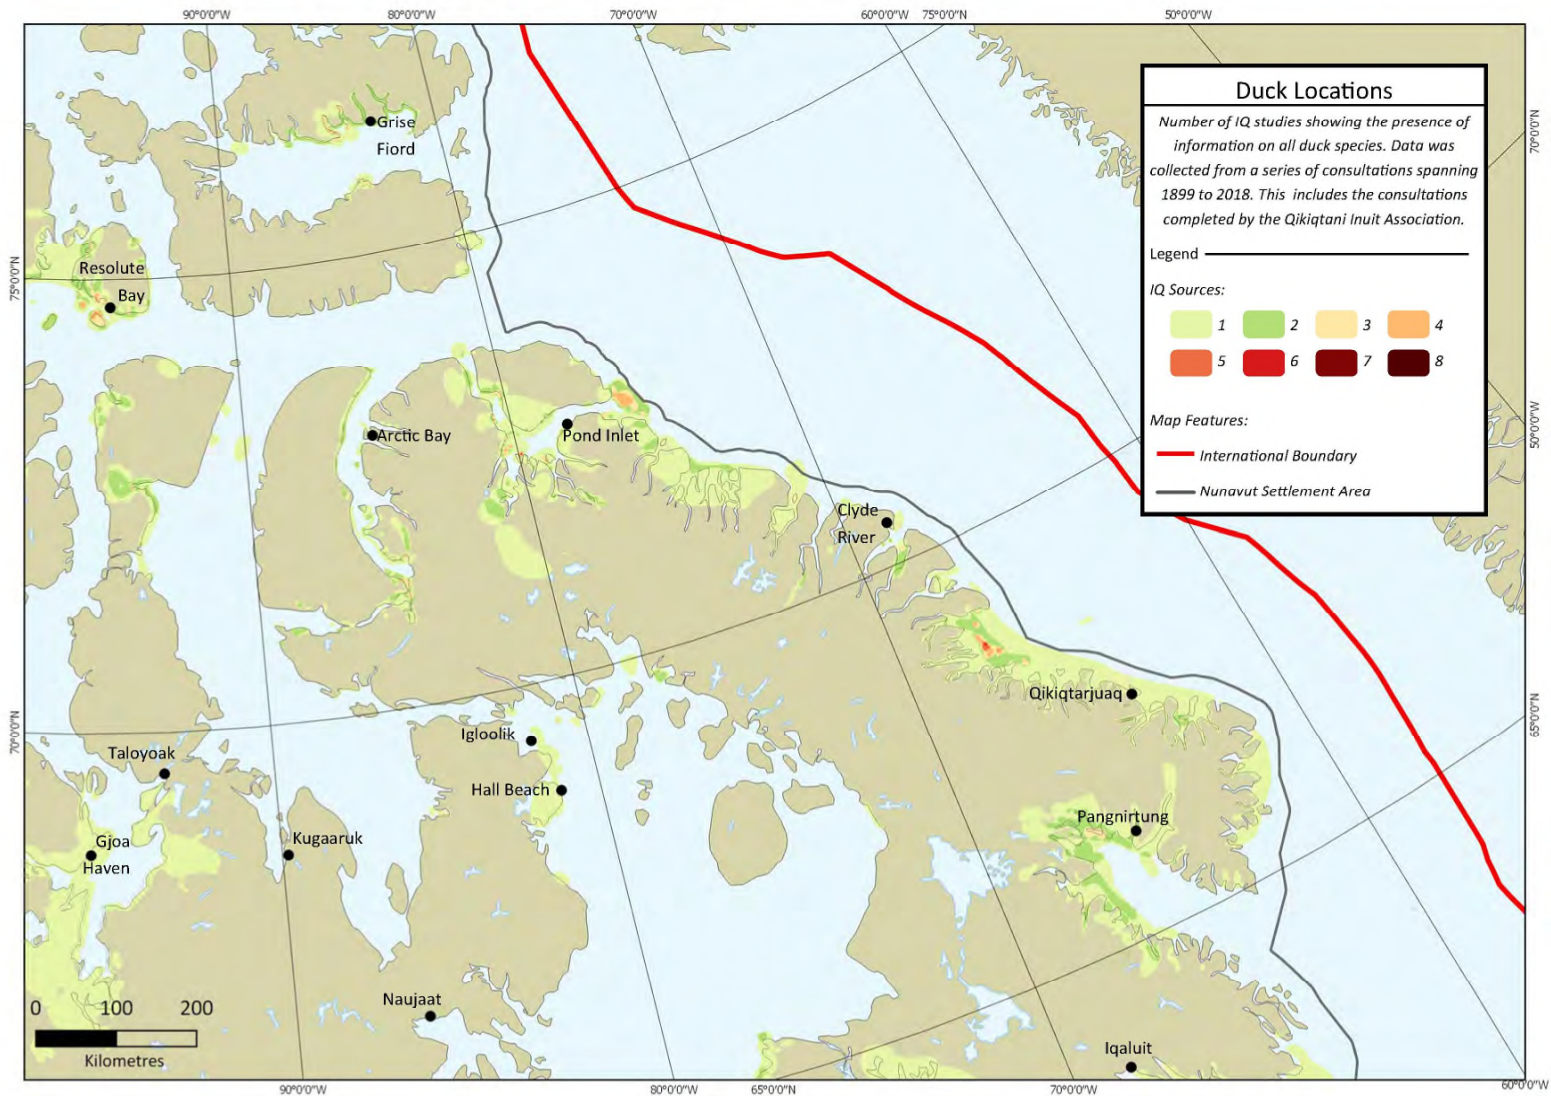 90°0'0"W
80°0'0"W
70°0'0"W
60°0'0"W
75°0'0"N
50°0'0"W
Duck Locations
Number of IQ studies showing the presence of
information on all duck species. Data was
collected from a series of consultations spanning
1899 to 2018. This includes the consultations
completed by the Qikiqtani Inuit Association.
Legend
IQ Sources:
1 2 3 4
5 6 7 8
Map Features:
International Boundary
Nunavut Settlement Area
70°0'0"N
50°0'0"W
65°0'0"N
75°0'0"N
70°0'0"N
Grise
Fiord
Resolute
Bay
Arctic Bay
Pond Inlet
Clyde
River
Qikiqtarjuaq
Igloolik
Taloyoak
Hall Beach
Pangnirtung
Gjoa
Haven
Kugaaruk
Naujaat
Iqaluit
0 100 200
Kilometres
90°0'0"W
80°0'0"W
65°0'0"N
70°0'0"W
60°0'0"W